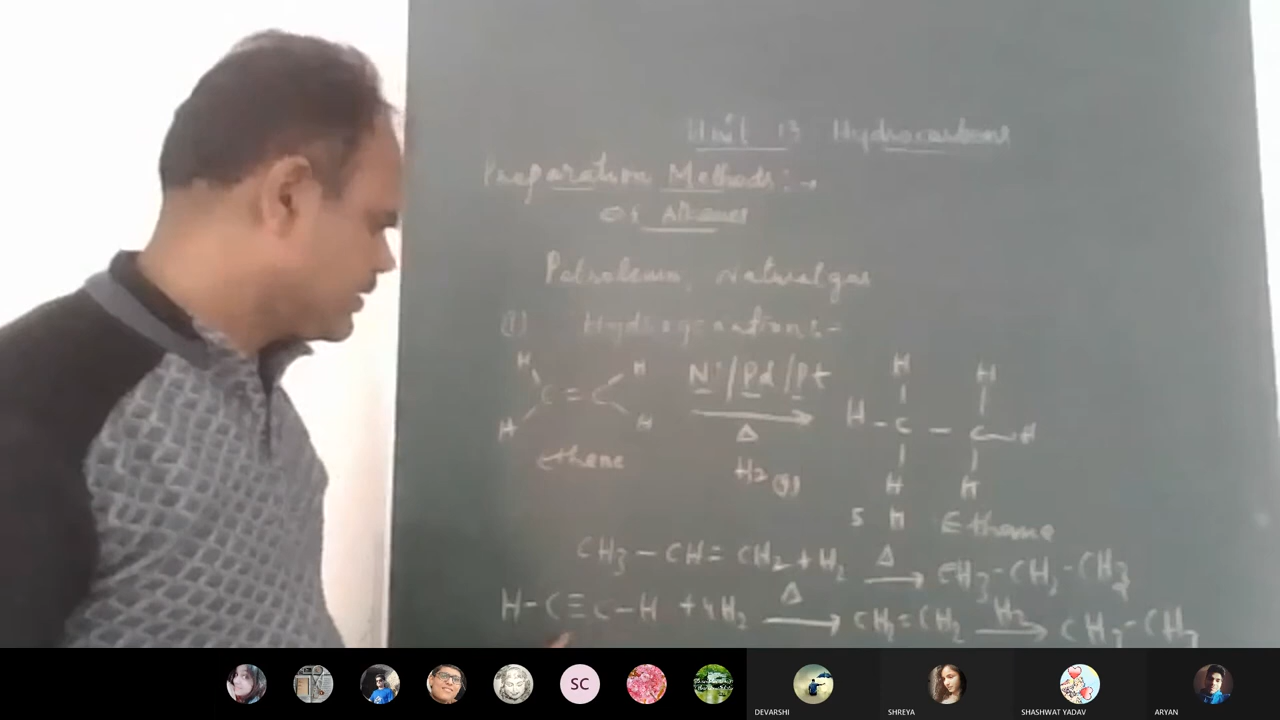 Unit 13 Hydrocarbons
Preparation Methods :→
Of Alkanes
Petroleum, Natural gas
(1) Hydrogenation :-
H H Ni/Pd/Pt H H
C = C → H - C - C - H
H H Δ H H
ethene H2 (g) Ethane
CH3 - CH = CH2 + H2 Δ → CH3 - CH2 - CH3
H - C ≡ C - H + H2 Δ → CH2 = CH2 H2 → CH3 - CH3
SC
DEVARSHI SHREYA SHASHWAT YADAV ARYAN